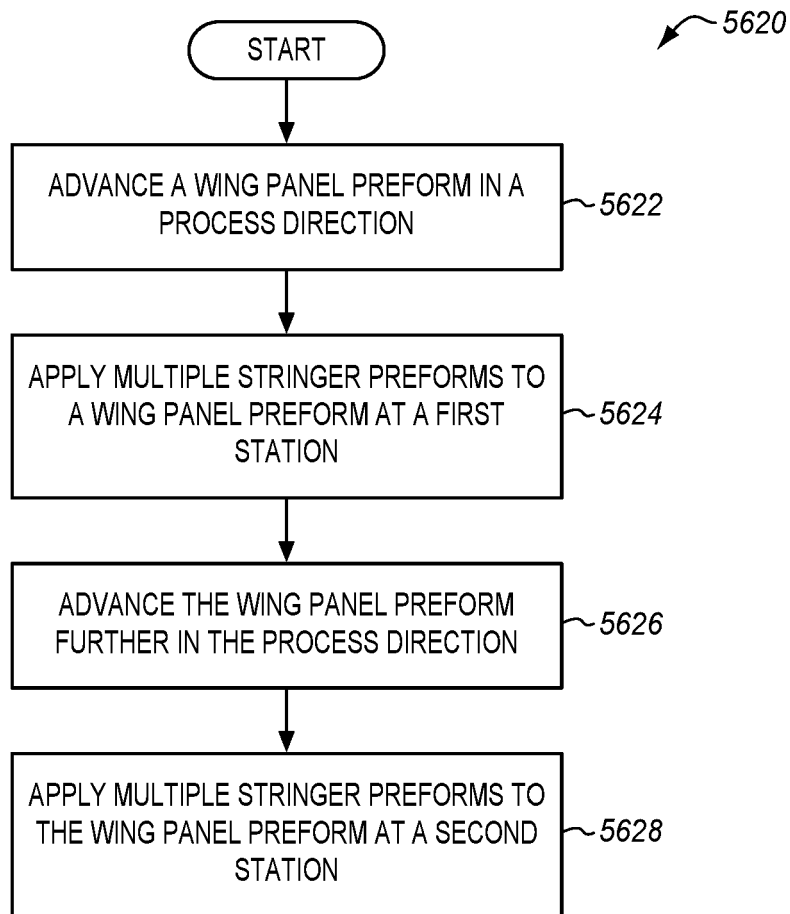 5620
START
ADVANCE A WING PANEL PREFORM IN A
PROCESS DIRECTION
5622
APPLY MULTIPLE STRINGER PREFORMS TO
A WING PANEL PREFORM AT A FIRST
STATION
5624
ADVANCE THE WING PANEL PREFORM
FURTHER IN THE PROCESS DIRECTION
5626
APPLY MULTIPLE STRINGER PREFORMS TO
THE WING PANEL PREFORM AT A SECOND
STATION
5628